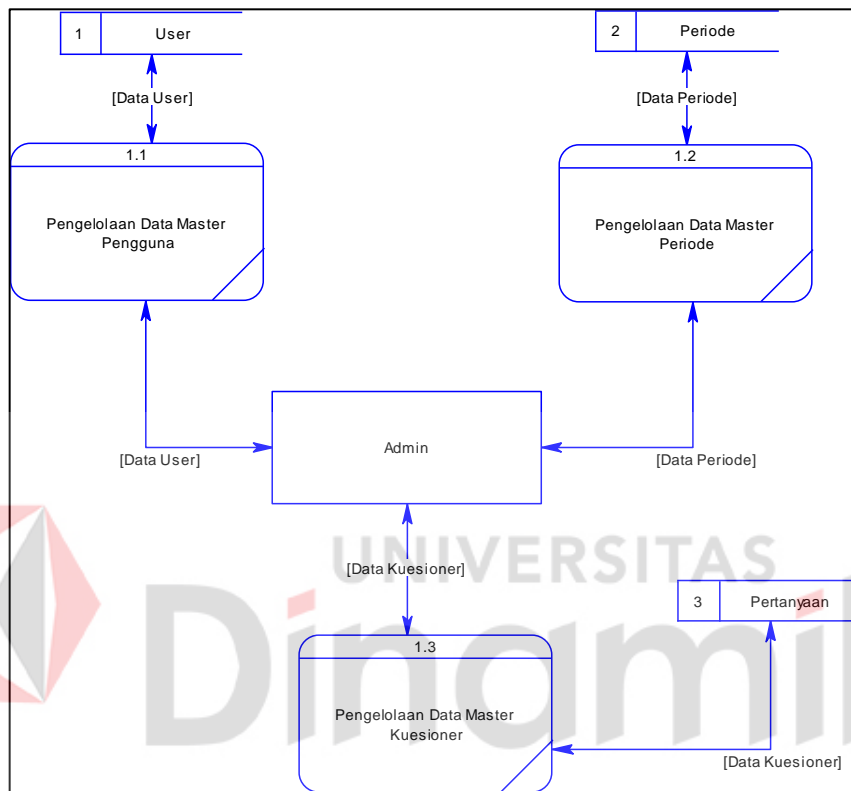 1 User
2 Periode
[Data User]
[Data Periode]
1.1
1.2
Pengelolaan Data Master
Pengguna
Pengelolaan Data Master
Periode
Admin
[Data User]
[Data Periode]
UNIVERSITAS
[Data Kuesioner]
3 Pertanyaan
Dinami
1.3
Pengelolaan Data Master
Kuesioner
[Data Kuesioner]